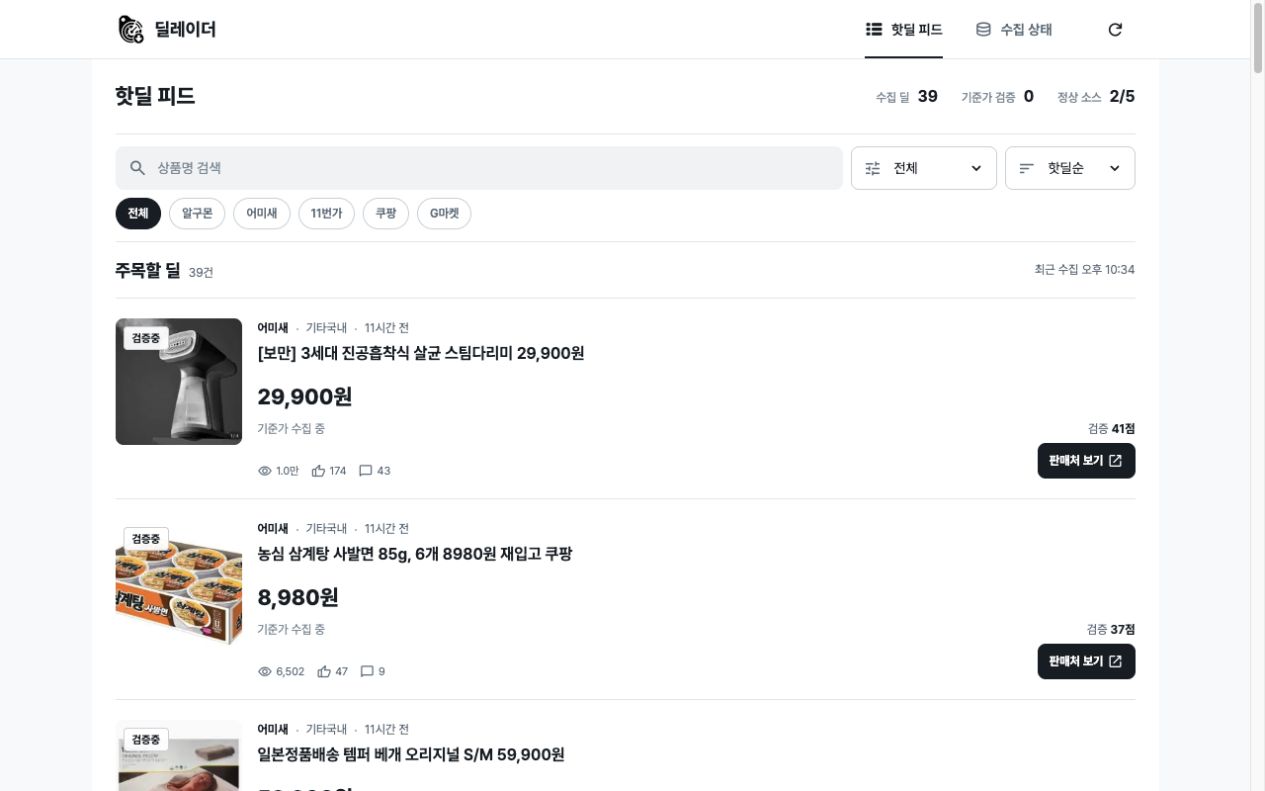 딜레이더
핫딜 피드
수집 상태
핫딜 피드
수집 딜 39
기준가 검증 0
정상 소스 2/5
상품명 검색
전체
핫딜순
전체
알구몬
어미새
11번가
쿠팡
G마켓
주목할 딜 39건
최근 수집 오후 10:34
검증중
어미새 · 기타국내 · 11시간 전
[보만] 3세대 진공흡착식 살균 스팀다리미 29,900원
29,900원
기준가 수집 중
1.0만 174 43
검증 41점
판매처 보기
검증중
삼계탕 사발면
어미새 · 기타국내 · 11시간 전
농심 삼계탕 사발면 85g, 6개 8980원 재입고 쿠팡
8,980원
기준가 수집 중
6,502 47 9
검증 37점
판매처 보기
검증중
어미새 · 기타국내 · 11시간 전
일본정품배송 템퍼 베개 오리지널 S/M 59,900원